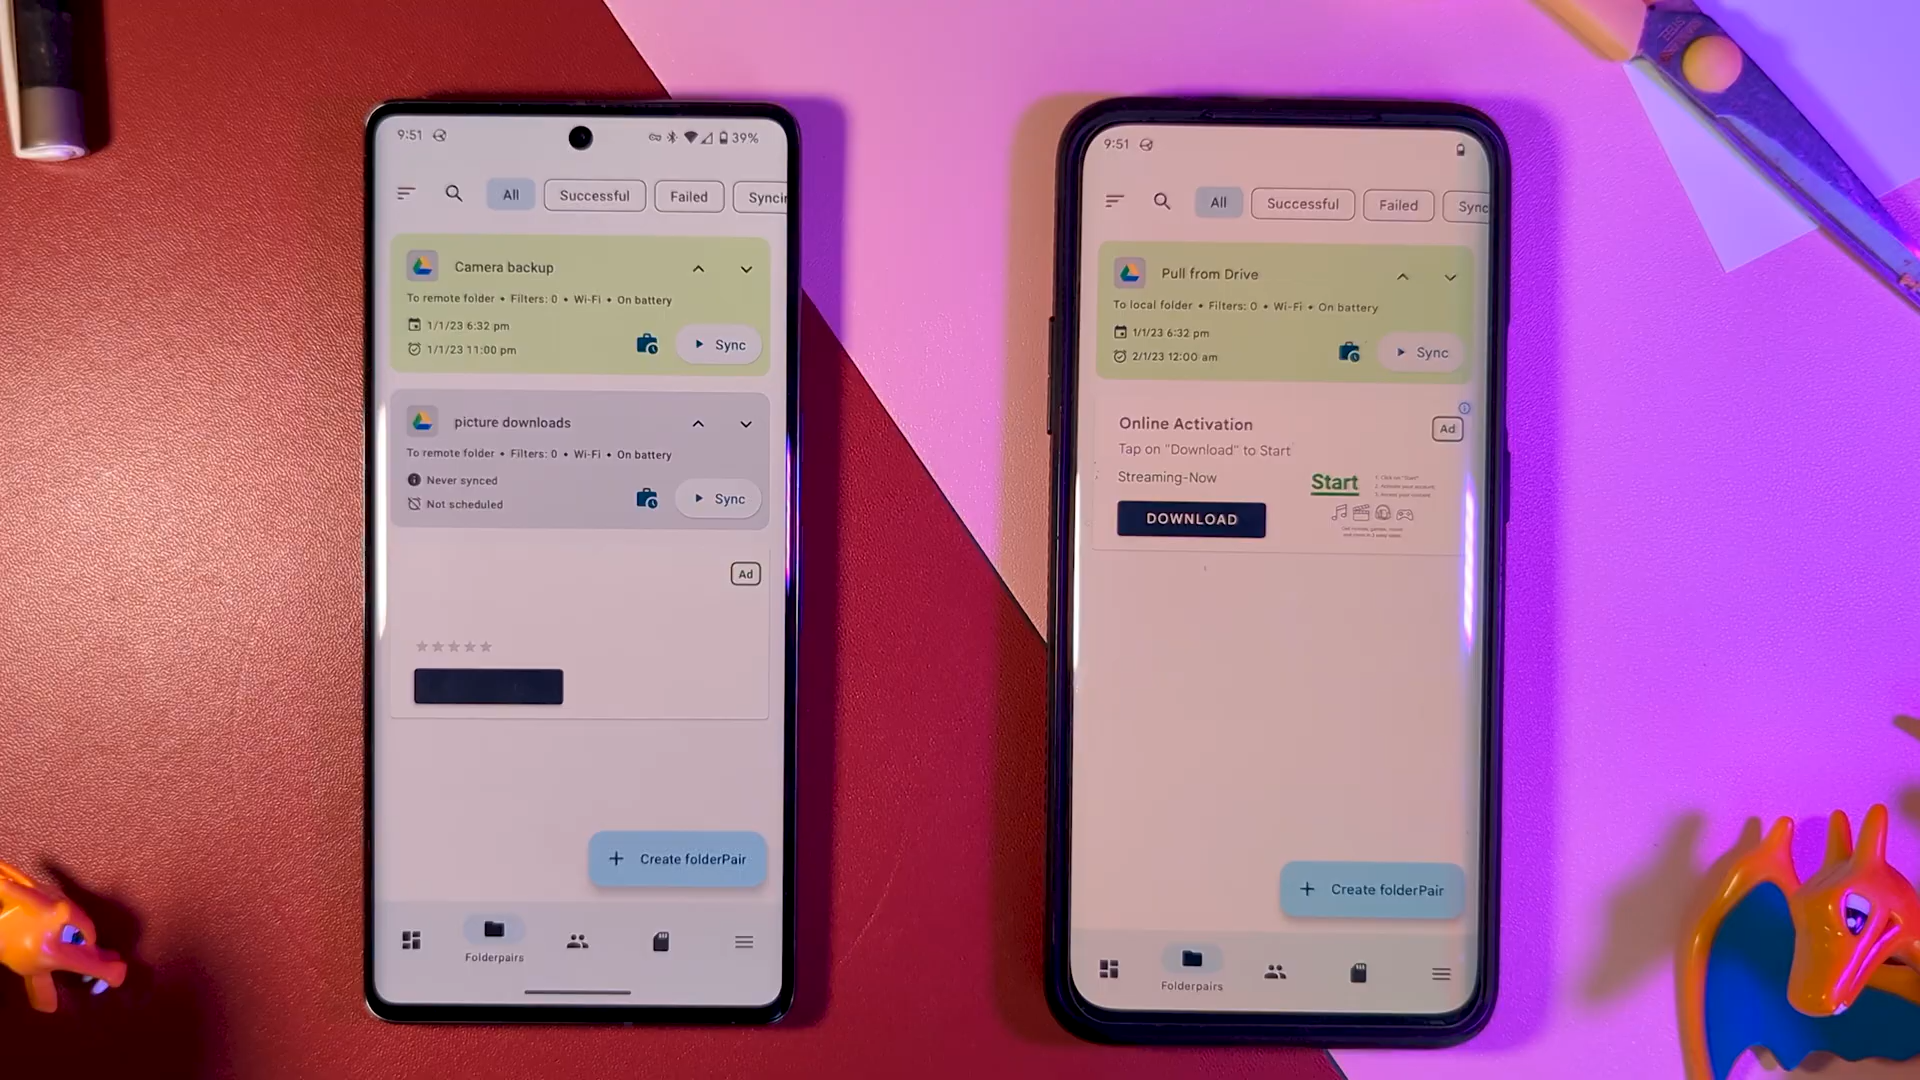 9:51
39%
All
Successful
Failed
Syncin
Camera backup
To remote folder • Filters: 0 • Wi-Fi • On battery
1/1/23 6:32 pm
1/1/23 11:00 pm
Sync
picture downloads
To remote folder • Filters: 0 • Wi-Fi • On battery
Never synced
Not scheduled
Sync
Ad
+ Create folderPair
Folderpairs
9:51
All
Successful
Failed
Sync
Pull from Drive
To local folder • Filters: 0 • Wi-Fi • On battery
1/1/23 6:32 pm
2/1/23 12:00 am
Sync
Online Activation
Ad
Tap on "Download" to Start
Streaming-Now
Start
DOWNLOAD
+ Create folderPair
Folderpairs